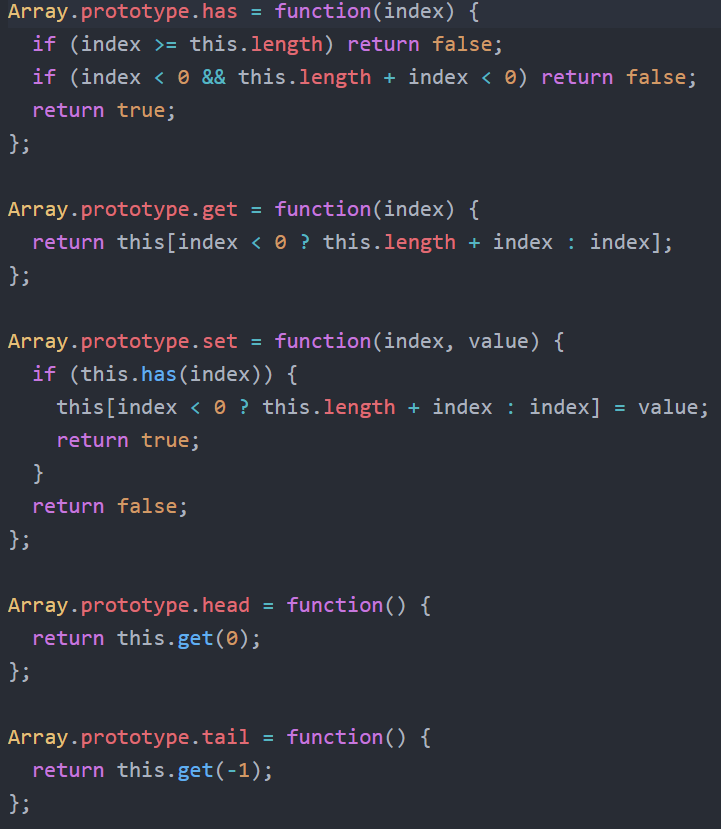 Array.prototype.has = function(index) {
  if (index >= this.length) return false;
  if (index < 0 && this.length + index < 0) return false;
  return true;
};

Array.prototype.get = function(index) {
  return this[index < 0 ? this.length + index : index];
};

Array.prototype.set = function(index, value) {
  if (this.has(index)) {
    this[index < 0 ? this.length + index : index] = value;
    return true;
  }
  return false;
};

Array.prototype.head = function() {
  return this.get(0);
};

Array.prototype.tail = function() {
  return this.get(-1);
};